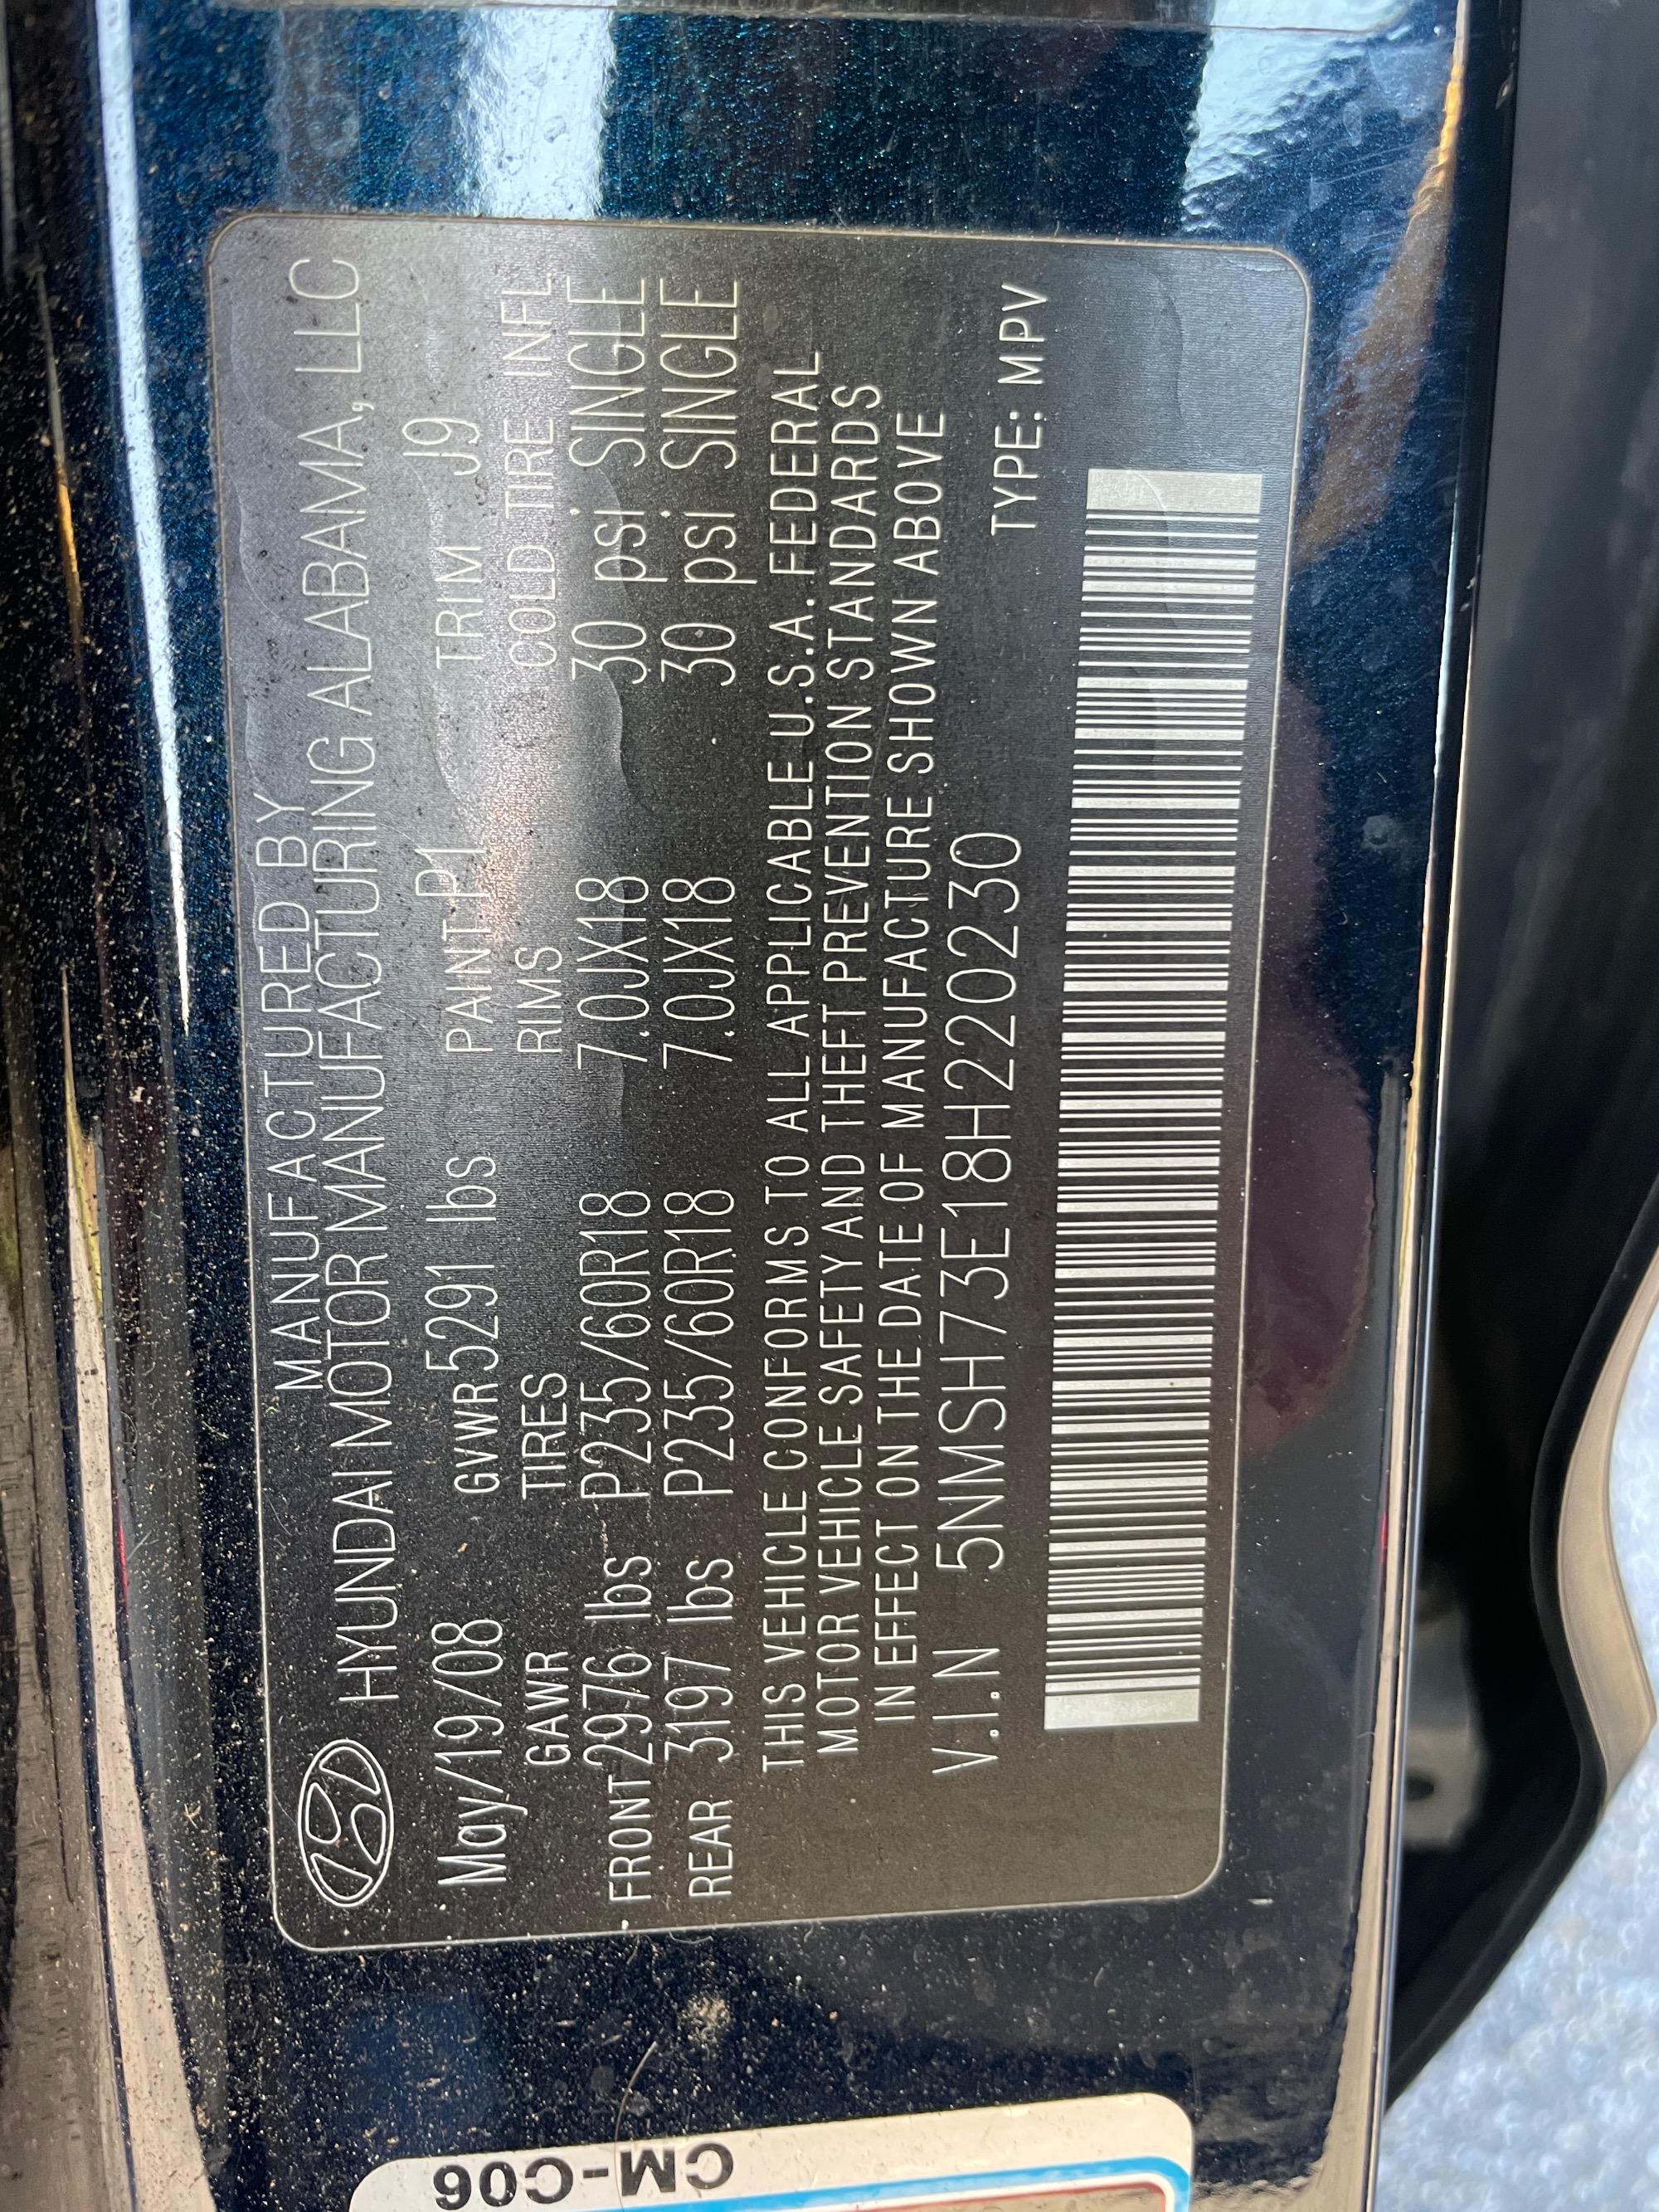 MANUFACTURED BY
HYUNDAI MOTOR MANUFACTURING ALABAMA, LLC
May/19/08 GVWR 5291 lbs PAINT P1 TRIM J9
GAWR TIRES RIMS COLD TIRE INFL
FRONT 2976 lbs P235/60R18 7.0JX18 30 psi SINGLE
REAR 3197 lbs P235/60R18 7.0JX18 30 psi SINGLE
THIS VEHICLE CONFORMS TO ALL APPLICABLE U.S.A. FEDERAL
MOTOR VEHICLE SAFETY AND THEFT PREVENTION STANDARDS
IN EFFECT ON THE DATE OF MANUFACTURE SHOWN ABOVE
V.I.N 5NMSH73E18H220230
TYPE: MPV
CM-C06